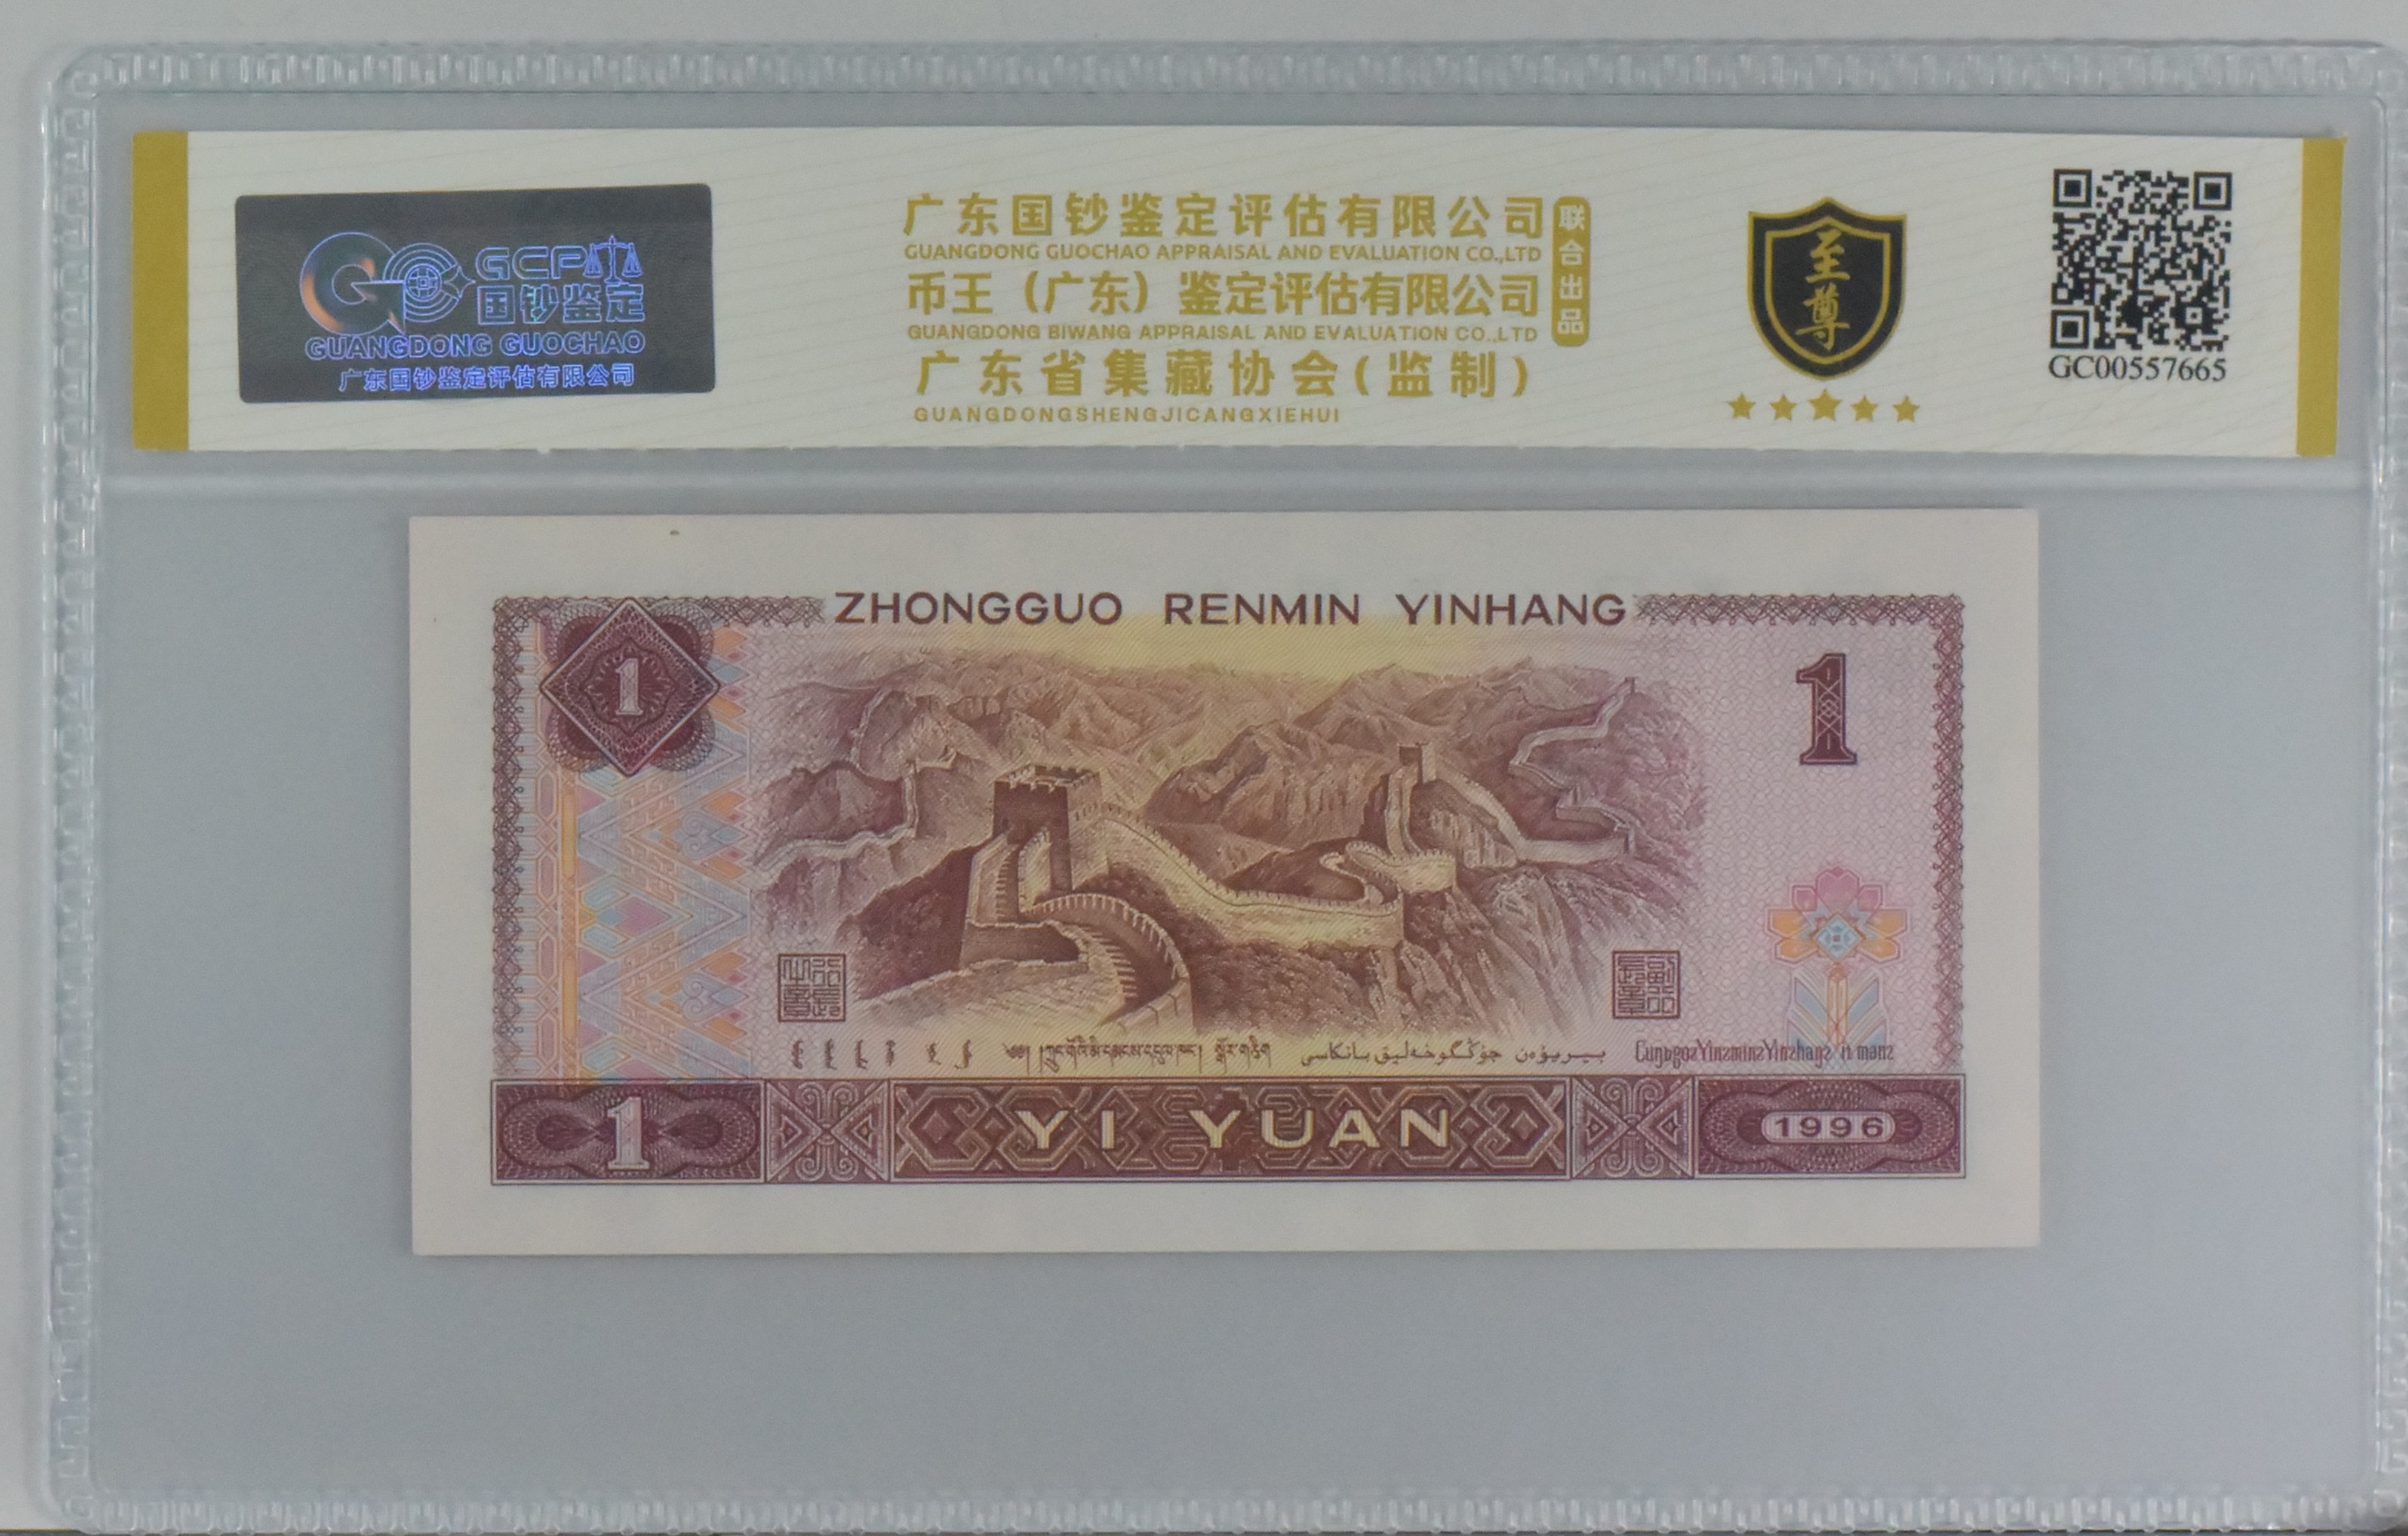 GCPA
国钞鉴定
GUANGDONG GUOCHAO
广东国钞鉴定评估有限公司
广东国钞鉴定评估有限公司
GUANGDONG GUOCHAO APPRAISAL AND EVALUATION CO.,LTD
币王（广东）鉴定评估有限公司
GUANGDONG BIWANG APPRAISAL AND EVALUATION CO.,LTD
广东省集藏协会(监制)
GUANGDONGSHENGJICANGXIEHUI
联合出品
至尊
GC00557665
ZHONGGUO RENMIN YINHANG
1
1
1
YI YUAN
1996